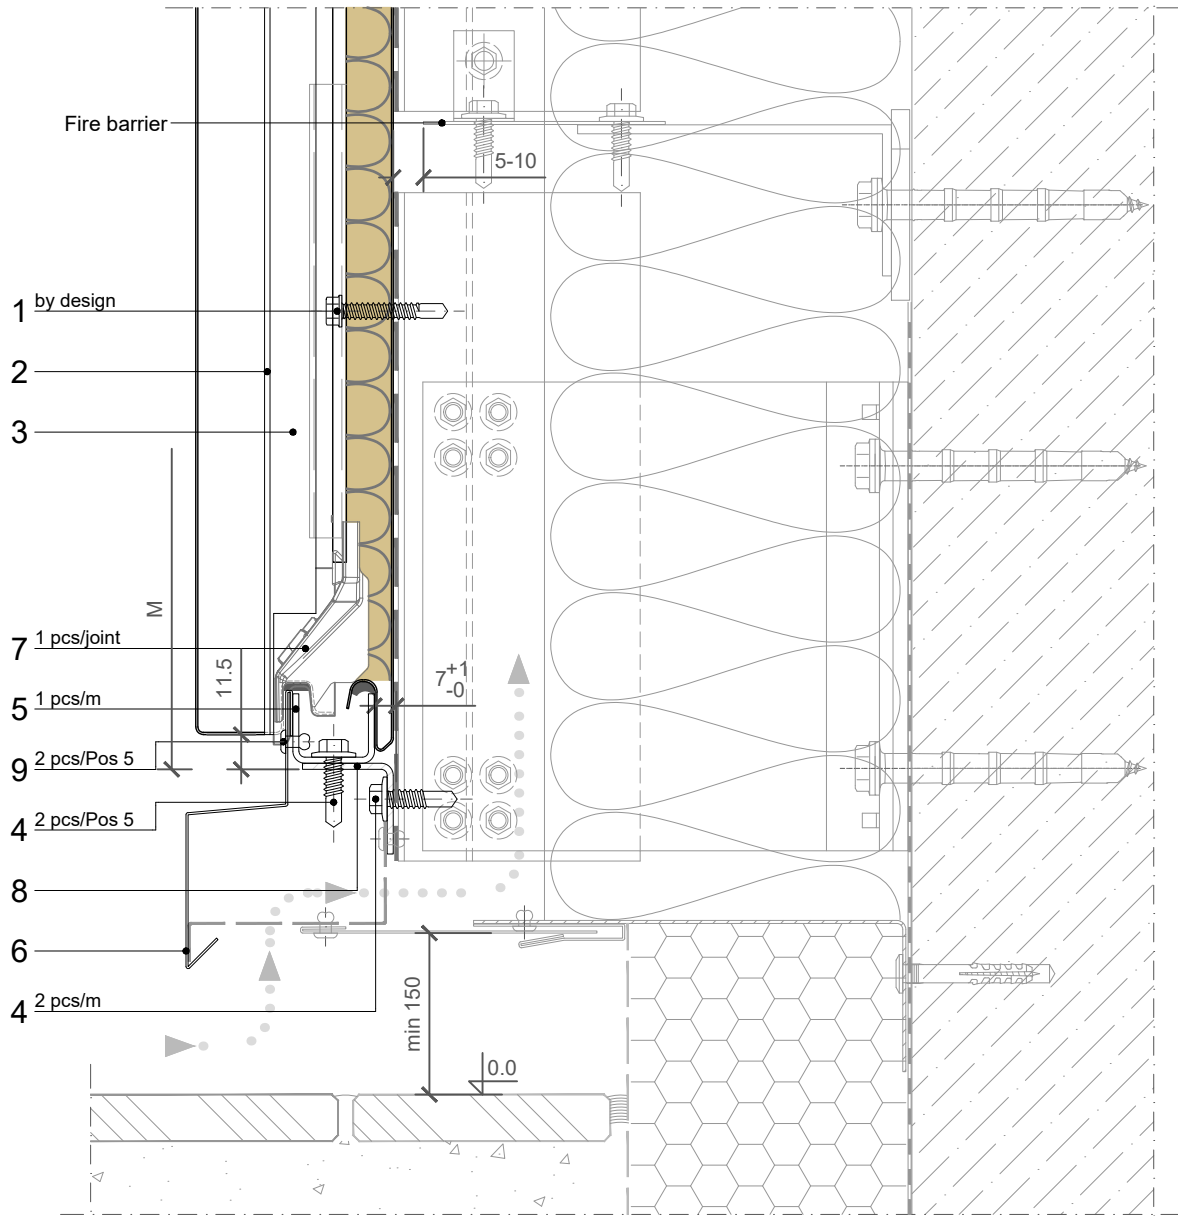 Fire barrier
5-10
1 by design
2
3
M
7 1 pcs/joint
11.5
7 +1 -0
5 1 pcs/m
9 2 pcs/Pos 5
4 2 pcs/Pos 5
8
6
4 2 pcs/m
min 150
0.0